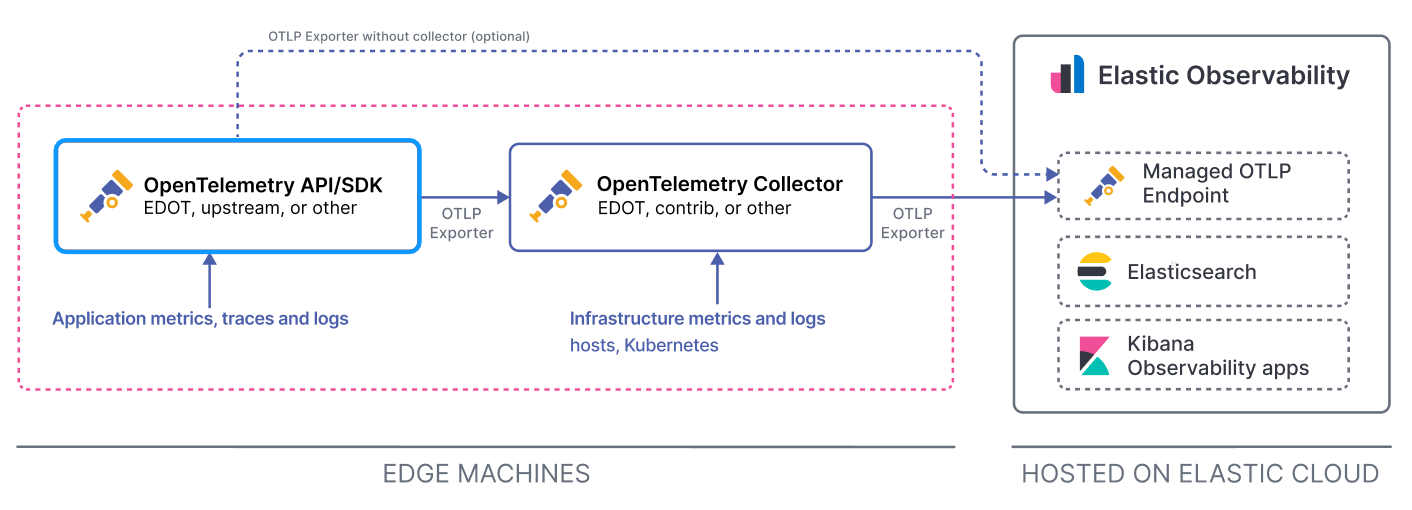 OTLP Exporter without collector (optional)
Elastic Observability
OpenTelemetry API/SDK
EDOT, upstream, or other
OTLP
Exporter
OpenTelemetry Collector
EDOT, contrib, or other
OTLP
Exporter
Managed OTLP
Endpoint
Elasticsearch
Kibana
Observability apps
Application metrics, traces and logs
Infrastructure metrics and logs
hosts, Kubernetes
EDGE MACHINES
HOSTED ON ELASTIC CLOUD